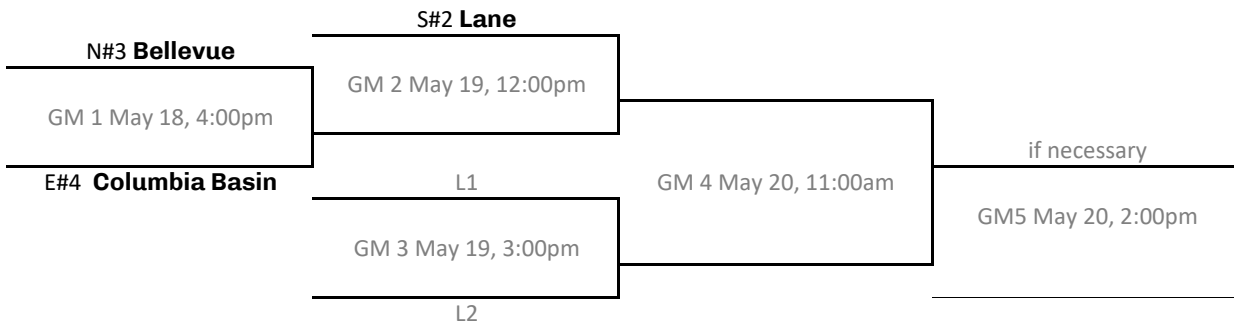 S#2 Lane
N#3 Bellevue
GM 2 May 19, 12:00pm
GM 1 May 18, 4:00pm
if necessary
E#4 Columbia Basin
L1
GM 4 May 20, 11:00am
GM5 May 20, 2:00pm
GM 3 May 19, 3:00pm
L2